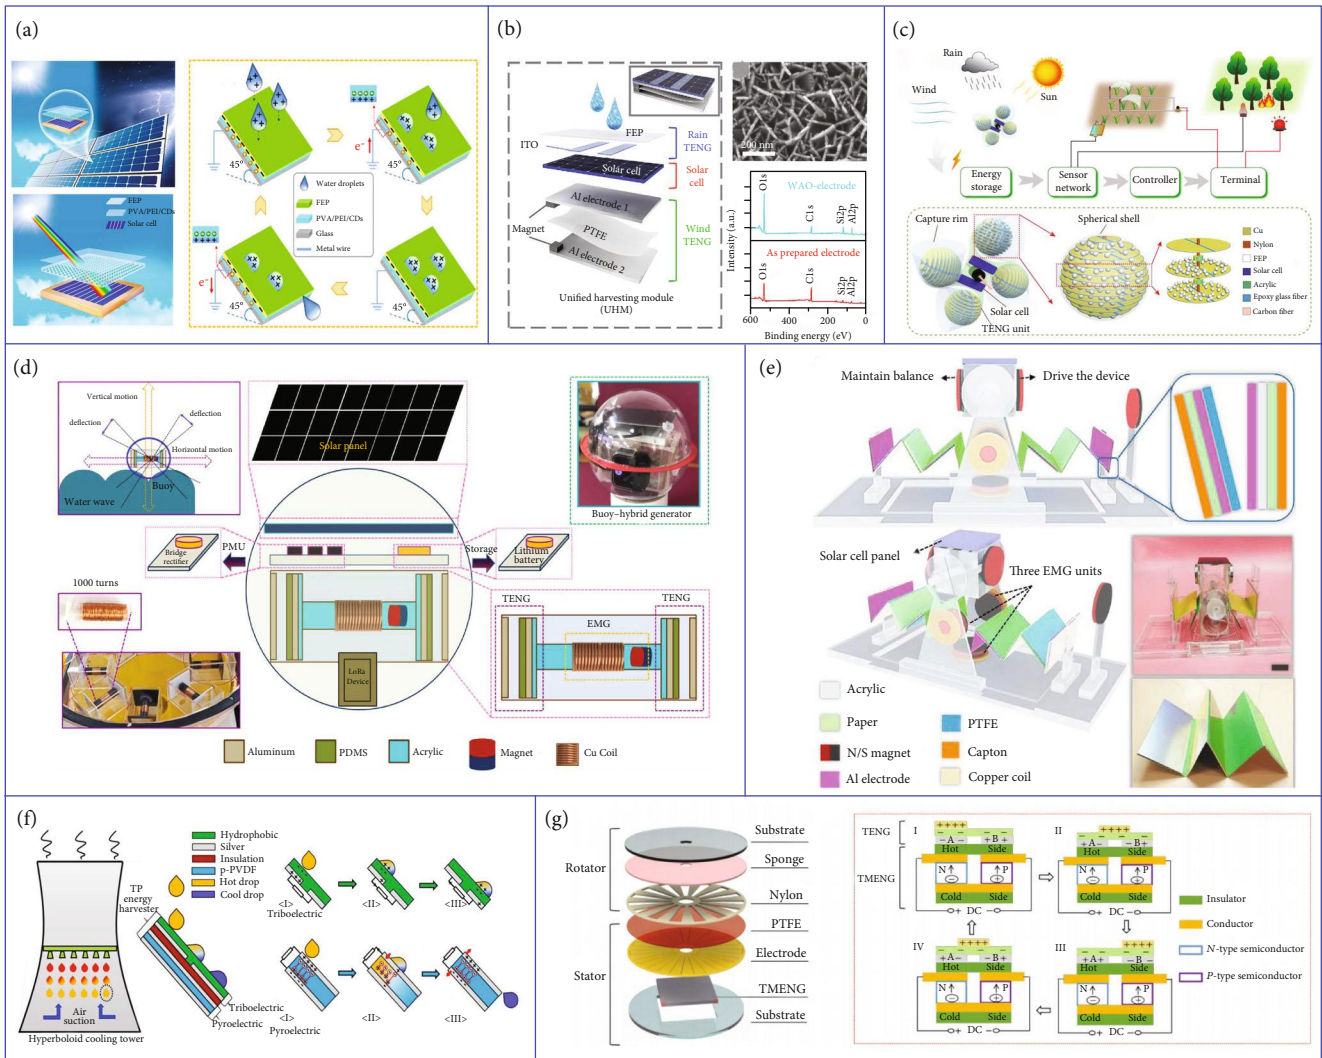 (a)
FEP
PVA/PEI/CDs
Solar cell
45°
e⁻
45°
Water droplets
FEP
PVA/PEI/CDs
Glass
Metal wire
e⁻
45°
45°
(b)
FEP
ITO
Rain
TENG
Solar cell
Solar
cell
Al electrode 1
Magnet
PTFE
Wind
TENG
Al electrode 2
Unified harvesting module
(UHM)
200 nm
O1s
WAO-electrode
C1s
Si2p
Al2p
As prepared electrode
O1s
C1s
Si2p
Al2p
Intensity (a.u.)
600 400 200 0
Binding energy (eV)
(c)
Rain
Sun
Wind
Energy
storage
Sensor
network
Controller
Terminal
Capture rim
Spherical shell
Solar cell
TENG unit
Cu
Nylon
FEP
Solar cell
Acrylic
Epoxy glass fiber
Carbon fiber
(d)
Vertical motion
deflection
deflection
Horizontal motion
Buoy
Water wave
Solar panel
Buoy–hybrid generator
Bridge
rectifier
PMU
Storage
Lithium
battery
1000 turns
LoRa
Device
TENG
TENG
EMG
Aluminum
PDMS
Acrylic
Magnet
Cu Coil
(e)
Maintain balance
Drive the device
Solar cell panel
Three EMG units
Acrylic
Paper
N/S magnet
Al electrode
PTFE
Capton
Copper coil
(f)
Hydrophobic
Silver
Insulation
p-PVDF
Hot drop
Cool drop
TP
energy
harvester
Air
suction
Hyperboloid cooling tower
Triboelectric
Pyroelectric
<I>
Triboelectric
<II>
<III>
<I>
Pyroelectric
<II>
<III>
(g)
Rotator
Stator
Substrate
Sponge
Nylon
PTFE
Electrode
TMENG
Substrate
TENG
TMENG
I
++++
−A− +B+
Hot Side
N P
Cold Side
+ DC −
II
++++
+A− −B+
Hot Side
N P
Cold Side
+ DC −
IV
++++
+A− −B+
Hot Side
N P
Cold Side
+ DC −
III
++++
+A+ −B−
Hot Side
N P
Cold Side
+ DC −
Insulator
Conductor
N-type semiconductor
P-type semiconductor